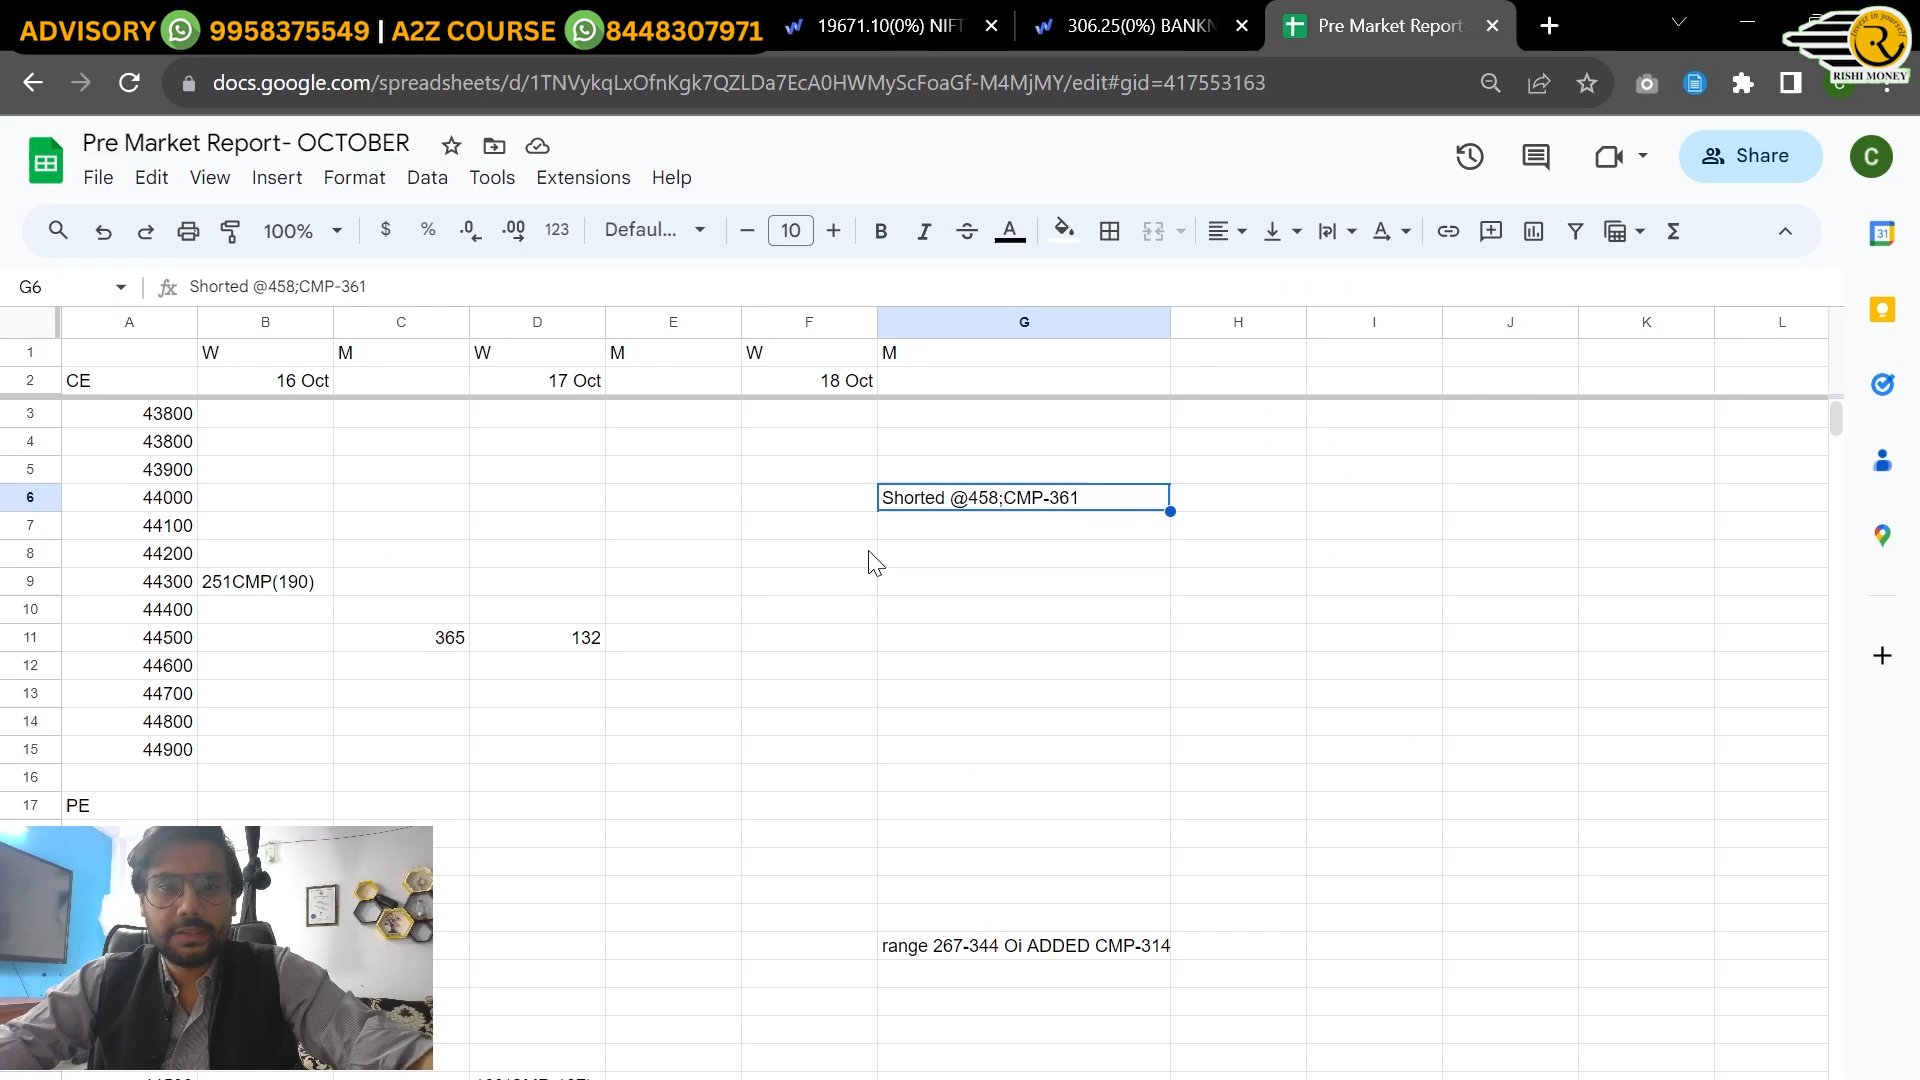 ADVISORY 9958375549 | A2Z COURSE 8448307971
19671.10(0%) NIFT
306.25(0%) BANKN
Pre Market Report
RISHI MONEY
docs.google.com/spreadsheets/d/1TNVykqLxOfnKgk7QZLDa7EcA0HWMyScFoaGf-M4MjMY/edit#gid=417553163
Pre Market Report- OCTOBER
File Edit View Insert Format Data Tools Extensions Help
Share
C
100% $ % .0 .00 123 Defaul... 10 B I A
31
G6 fx Shorted @458;CMP-361
A B C D E F G H I J K L
1 W M W M W M
2 CE 16 Oct 17 Oct 18 Oct
3 43800
4 43800
5 43900
6 44000 Shorted @458;CMP-361
7 44100
8 44200
9 44300 251CMP(190)
10 44400
11 44500 365 132
12 44600
13 44700
14 44800
15 44900
16
17 PE
range 267-344 Oi ADDED CMP-314